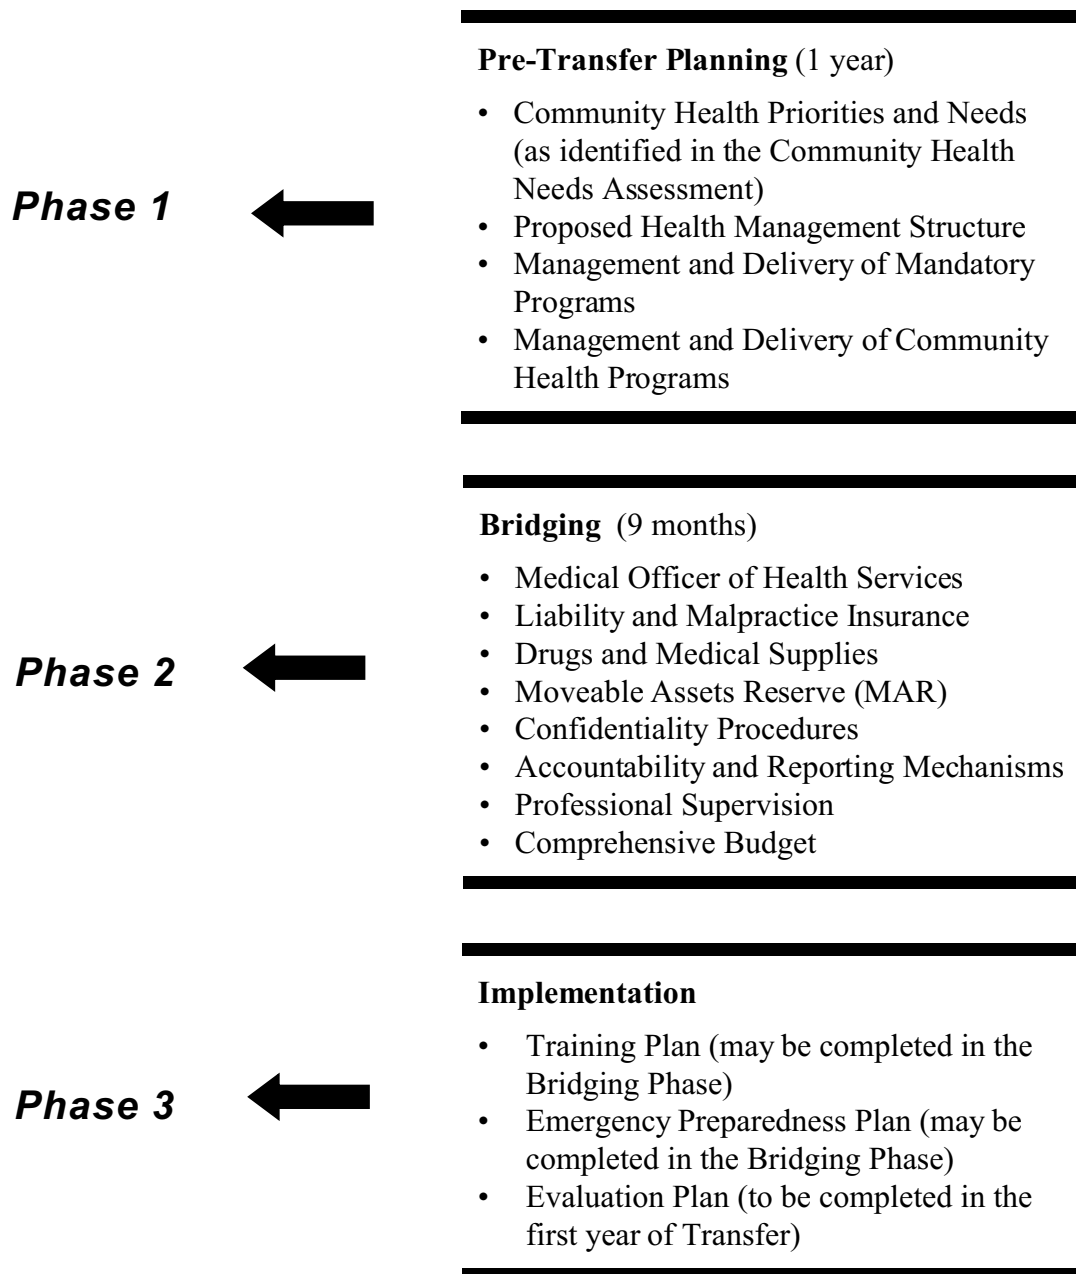 Phase 1
Pre-Transfer Planning (1 year)
• Community Health Priorities and Needs
(as identified in the Community Health
Needs Assessment)
• Proposed Health Management Structure
• Management and Delivery of Mandatory
Programs
• Management and Delivery of Community
Health Programs
Phase 2
Bridging (9 months)
• Medical Officer of Health Services
• Liability and Malpractice Insurance
• Drugs and Medical Supplies
• Moveable Assets Reserve (MAR)
• Confidentiality Procedures
• Accountability and Reporting Mechanisms
• Professional Supervision
• Comprehensive Budget
Phase 3
Implementation
• Training Plan (may be completed in the
Bridging Phase)
• Emergency Preparedness Plan (may be
completed in the Bridging Phase)
• Evaluation Plan (to be completed in the
first year of Transfer)